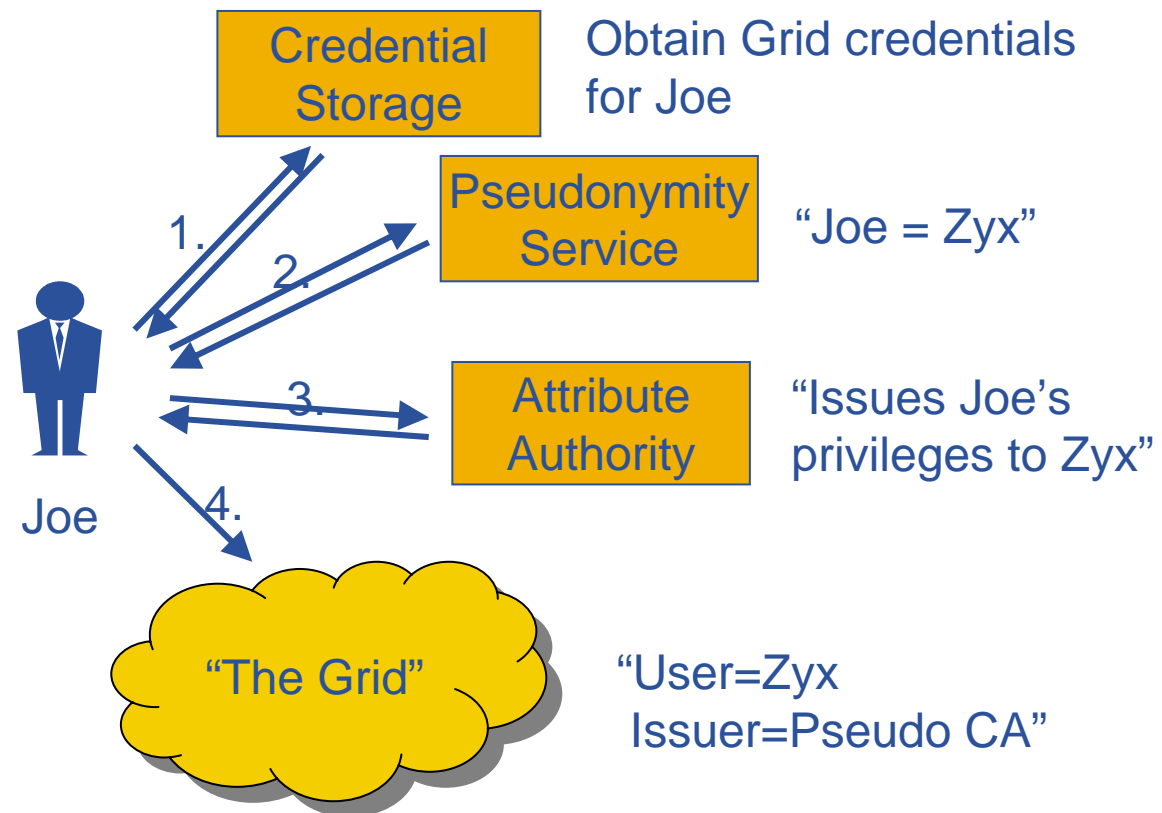 Credential
Storage
Obtain Grid credentials
for Joe
1.
Pseudonymity
Service
“Joe = Zyx”
2.
Attribute
Authority
“Issues Joe’s
privileges to Zyx”
3.
Joe
4.
“The Grid”
“User=Zyx
Issuer=Pseudo CA”